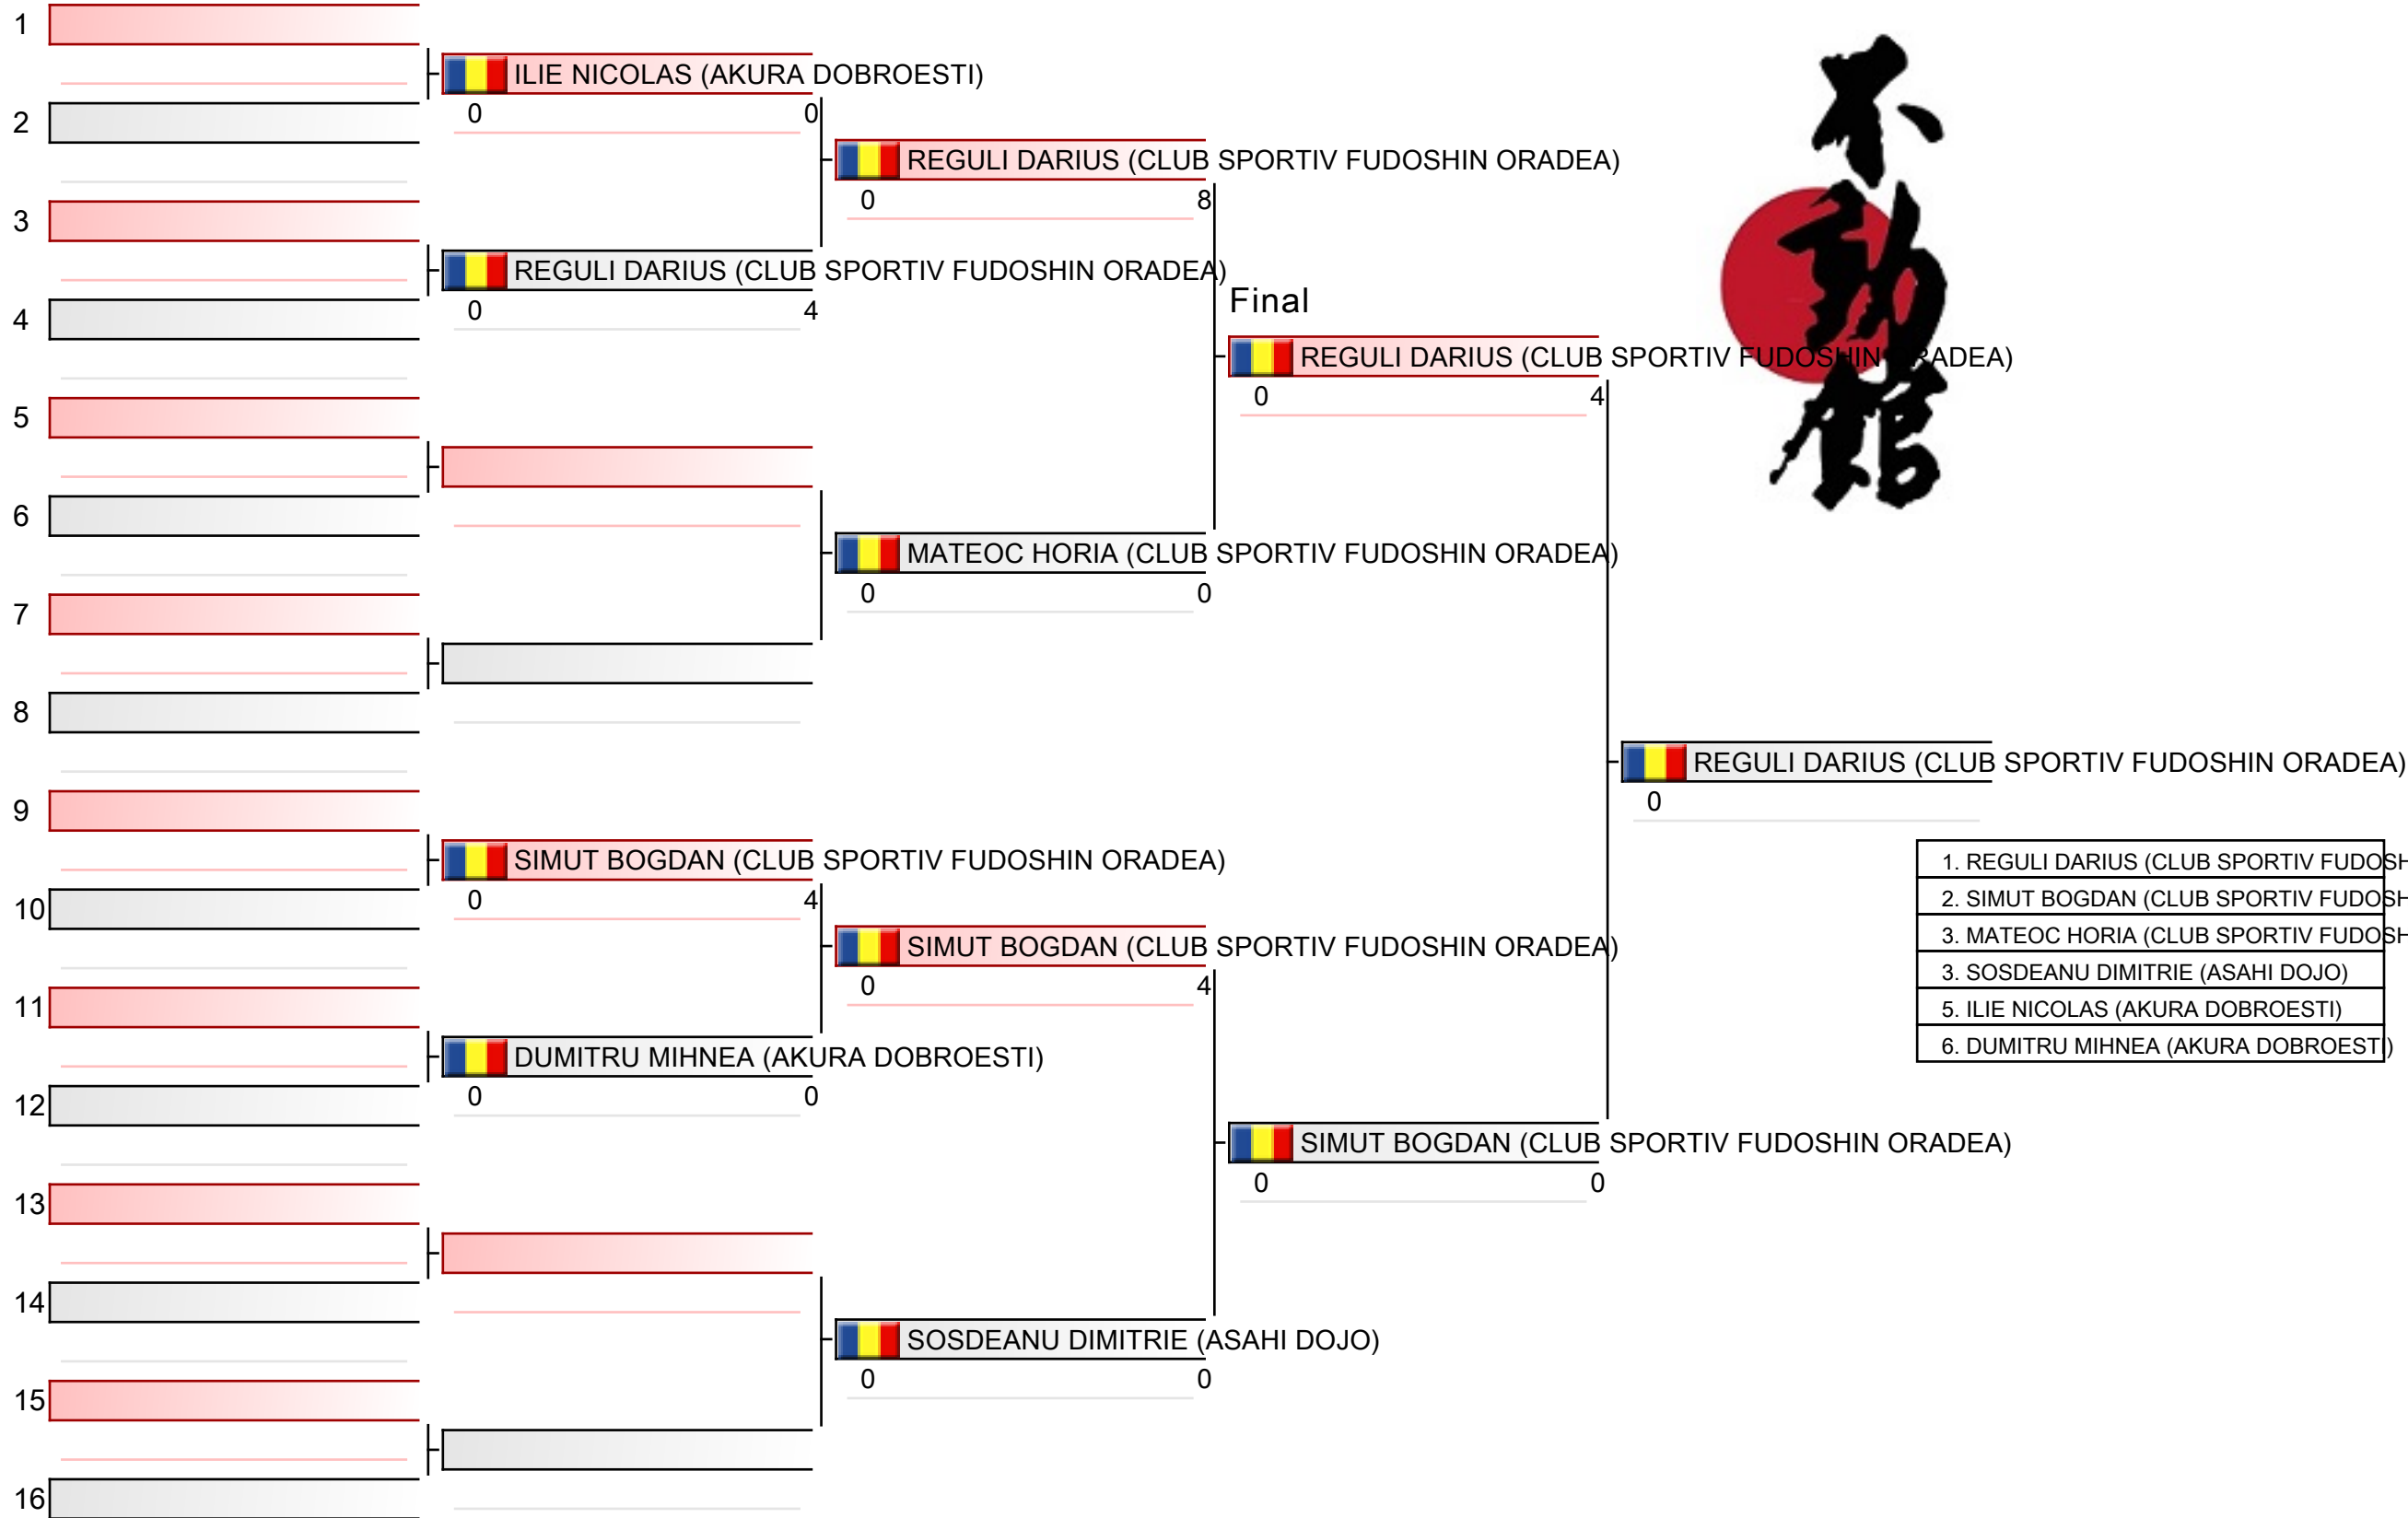 1
ILIE NICOLAS (AKURA DOBROESTI)
0 0
2
REGULI DARIUS (CLUB SPORTIV FUDOSHIN ORADEA)
0 8
3
REGULI DARIUS (CLUB SPORTIV FUDOSHIN ORADEA)
0 4
4
Final
REGULI DARIUS (CLUB SPORTIV FUDOSHIN ORADEA)
0 4
5
6
MATEOC HORIA (CLUB SPORTIV FUDOSHIN ORADEA)
0 0
7
8
REGULI DARIUS (CLUB SPORTIV FUDOSHIN ORADEA)
0
9
SIMUT BOGDAN (CLUB SPORTIV FUDOSHIN ORADEA)
0 4
10
SIMUT BOGDAN (CLUB SPORTIV FUDOSHIN ORADEA)
0 4
11
DUMITRU MIHNEA (AKURA DOBROESTI)
0 0
12
SIMUT BOGDAN (CLUB SPORTIV FUDOSHIN ORADEA)
0 0
13
14
SOSDEANU DIMITRIE (ASAHI DOJO)
0 0
15
16
1. REGULI DARIUS (CLUB SPORTIV FUDOSH
2. SIMUT BOGDAN (CLUB SPORTIV FUDOSH
3. MATEOC HORIA (CLUB SPORTIV FUDOSH
3. SOSDEANU DIMITRIE (ASAHI DOJO)
5. ILIE NICOLAS (AKURA DOBROESTI)
6. DUMITRU MIHNEA (AKURA DOBROESTI)
不動館